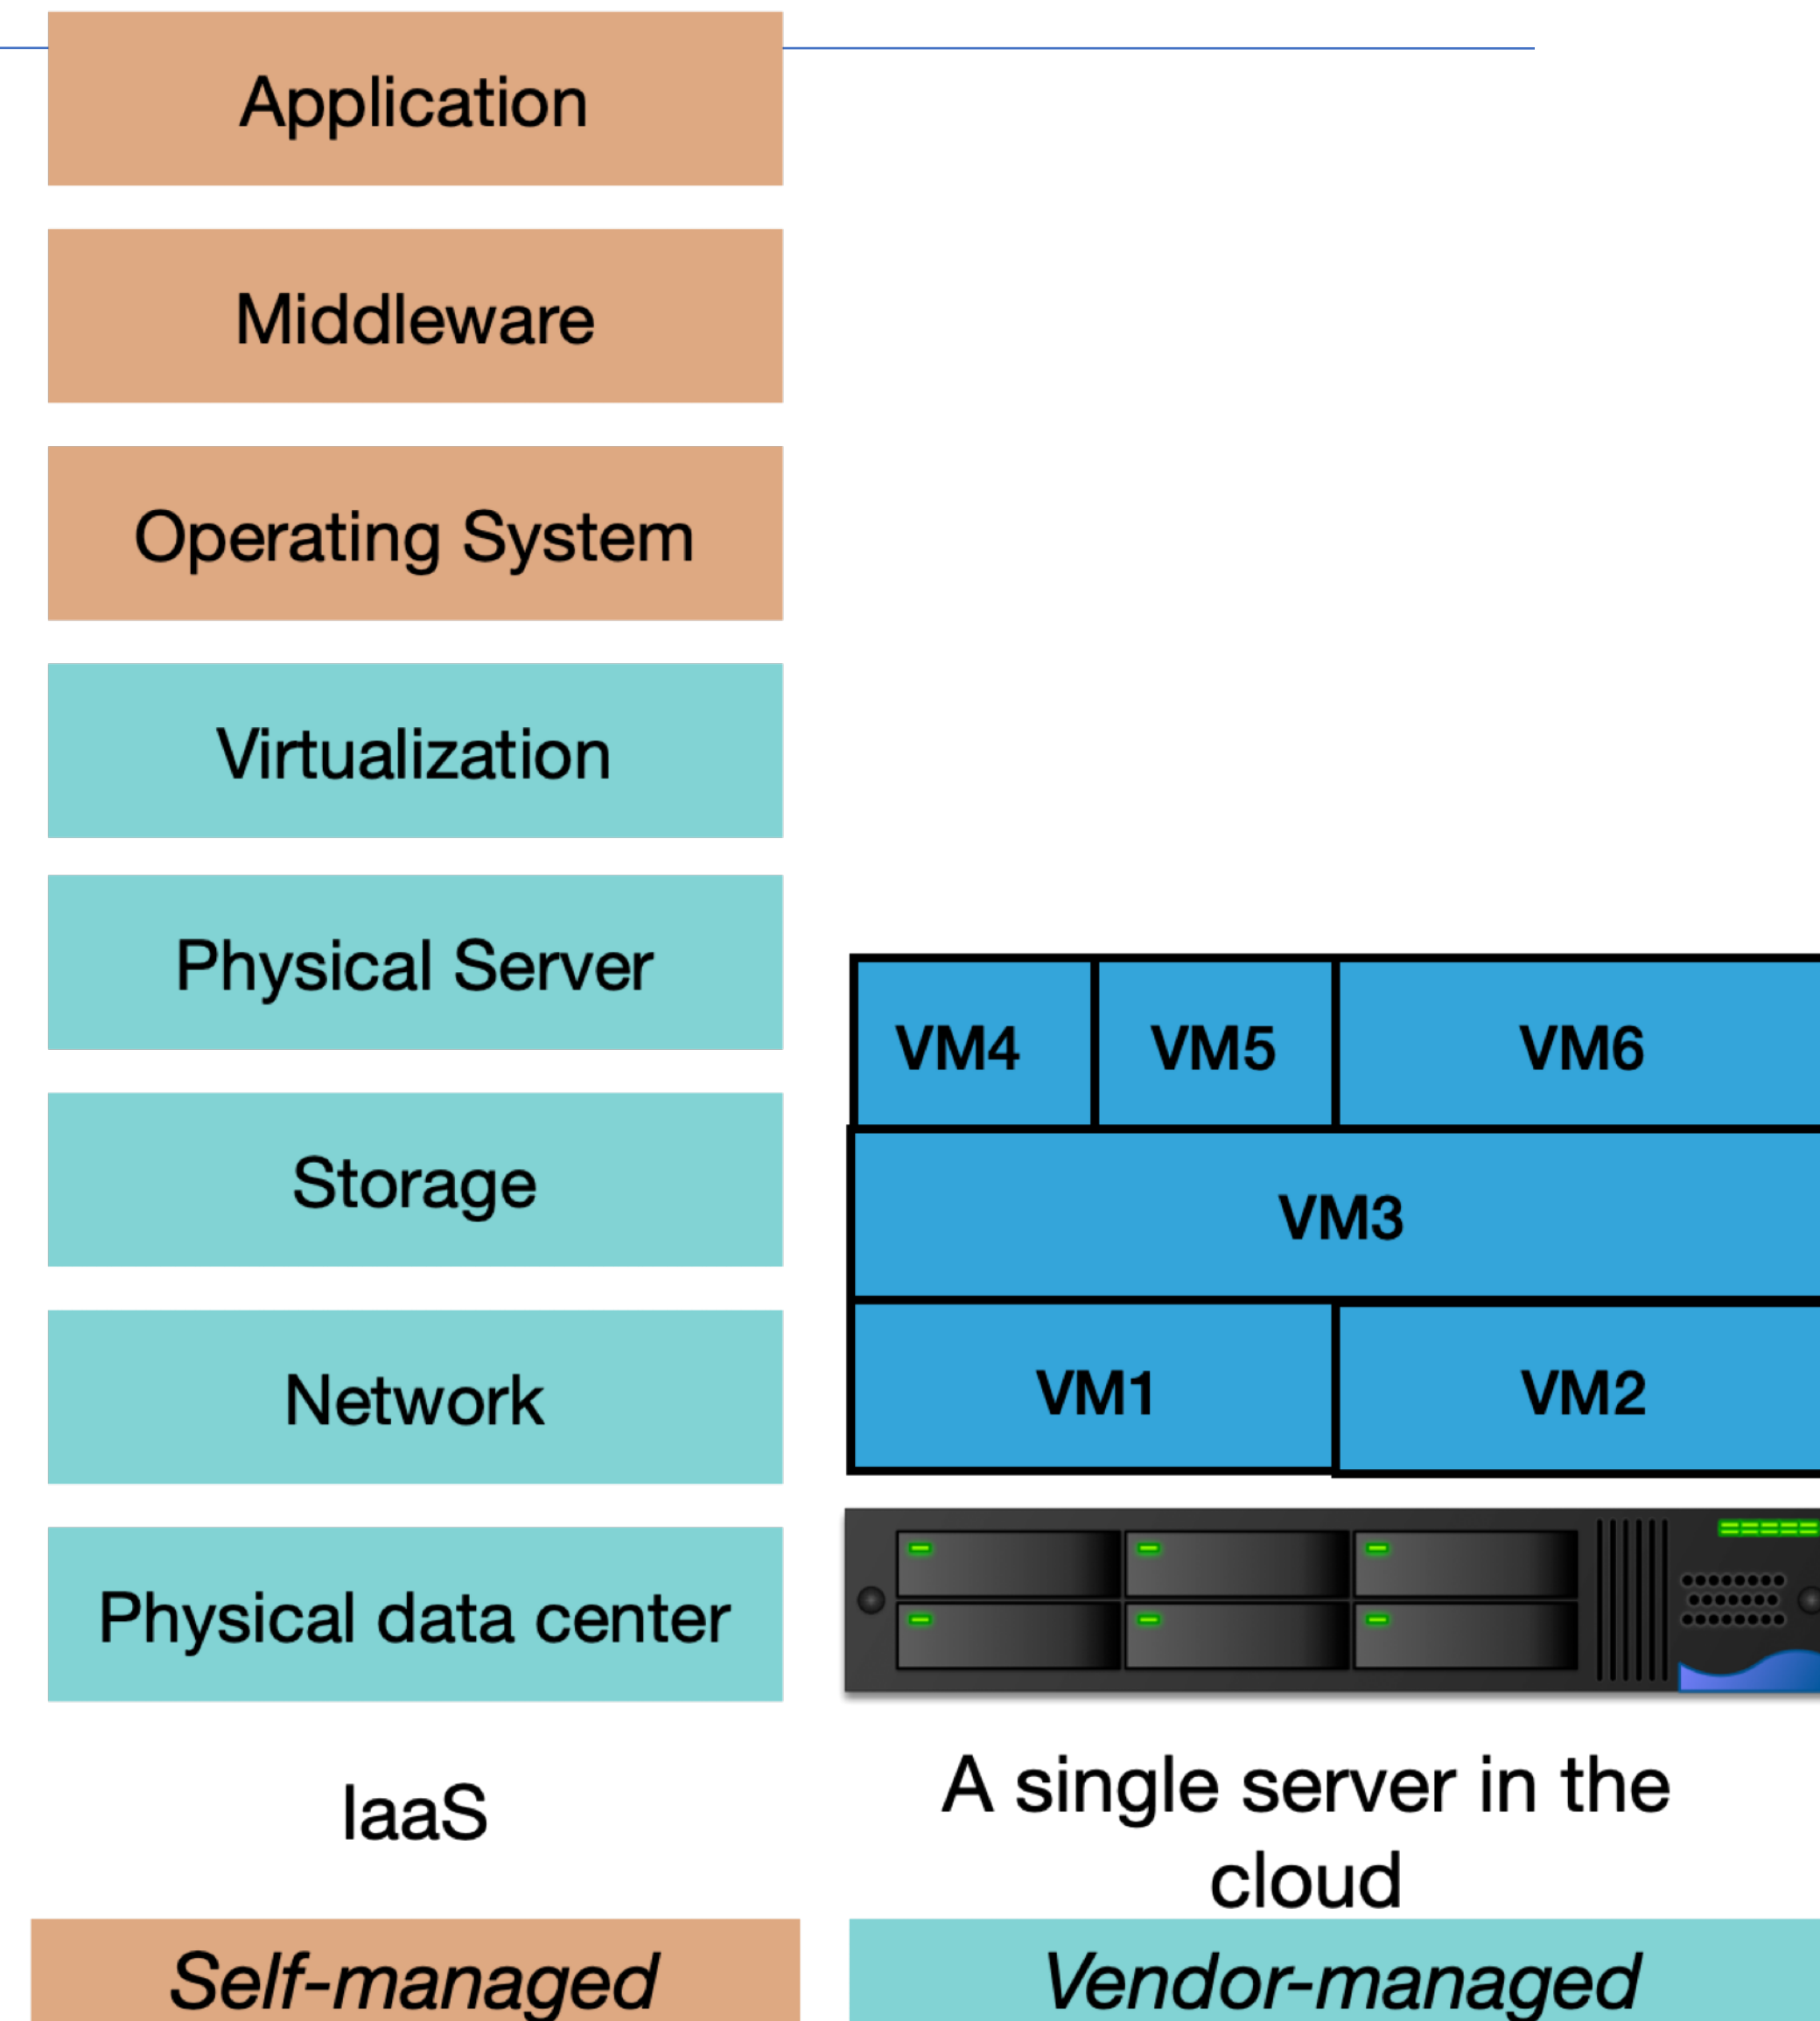 Application
Middleware
Operating System
Virtualization
Physical Server
Storage
Network
Physical data center
IaaS
VM4 VM5 VM6
VM3
VM1 VM2
A single server in the
cloud
Self-managed
Vendor-managed